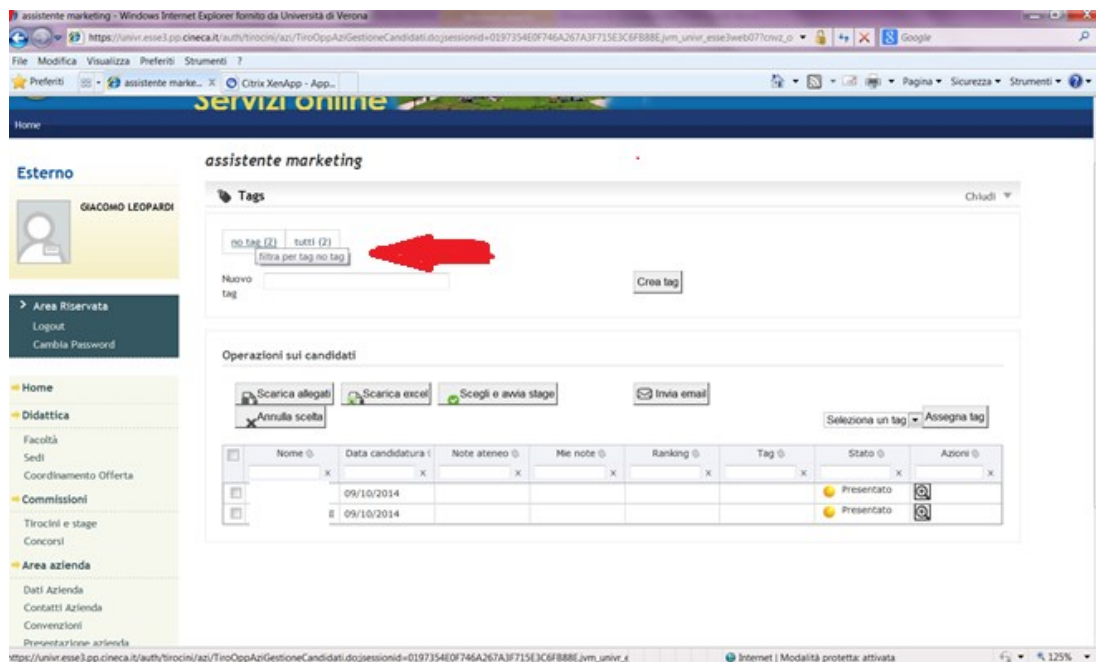 assistente marketing - Windows Internet Explorer fornito da Università di Verona
https://univr.esse3.pp.cineca.it/auth/tirocini/azi/TiroOppAziGestioneCandidati.do;jsessionid=0197354E0F746A267A3F715E3C6FB88E.jvm_univr_esse3web07?cnvz_o
Google
File Modifica Visualizza Preferiti Strumenti ?
Preferiti assistente marke... X Citrix XenApp - App... Pagina Sicurezza Strumenti
Servizi online
Home
Esterno
GIACOMO LEOPARDI
Area Riservata
Logout
Cambia Password
Home
Didattica
Facoltà
Sedi
Coordinamento Offerta
Commissioni
Tirocini e stage
Concorsi
Area azienda
Dati Azienda
Contatti Azienda
Convenzioni
Presentazione azienda
assistente marketing
Tags Chiudi
no tag (2) tutti (2)
filtra per tag no tag
Nuovo
tag
Crea tag
Operazioni sui candidati
Scarica allegati Scarica excel Scegli e avvia stage Invia email
Annulla scelta Seleziona un tag Assegna tag
Nome Data candidatura Note ateneo Mie note Ranking Tag Stato Azioni
x x x x x x x x
09/10/2014 Presentato
09/10/2014 Presentato
https://univr.esse3.pp.cineca.it/auth/tirocini/azi/TiroOppAziGestioneCandidati.do;jsessionid=0197354E0F746A267A3F715E3C6FB88E.jvm_univr_e
Internet | Modalità protetta: attivata 125%